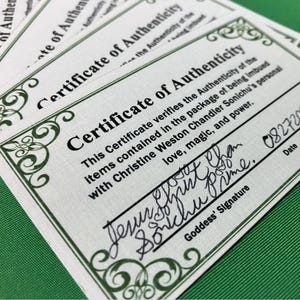 Certificate of Authenticity
This Certificate verifies the Authenticity of the
items contained in the package of being imbued
with Christine Weston Chandler Sonichu's personal
love, magic, and power.
Jesus Christ Chan
Sonichu Prime
Goddess' Signature
Date